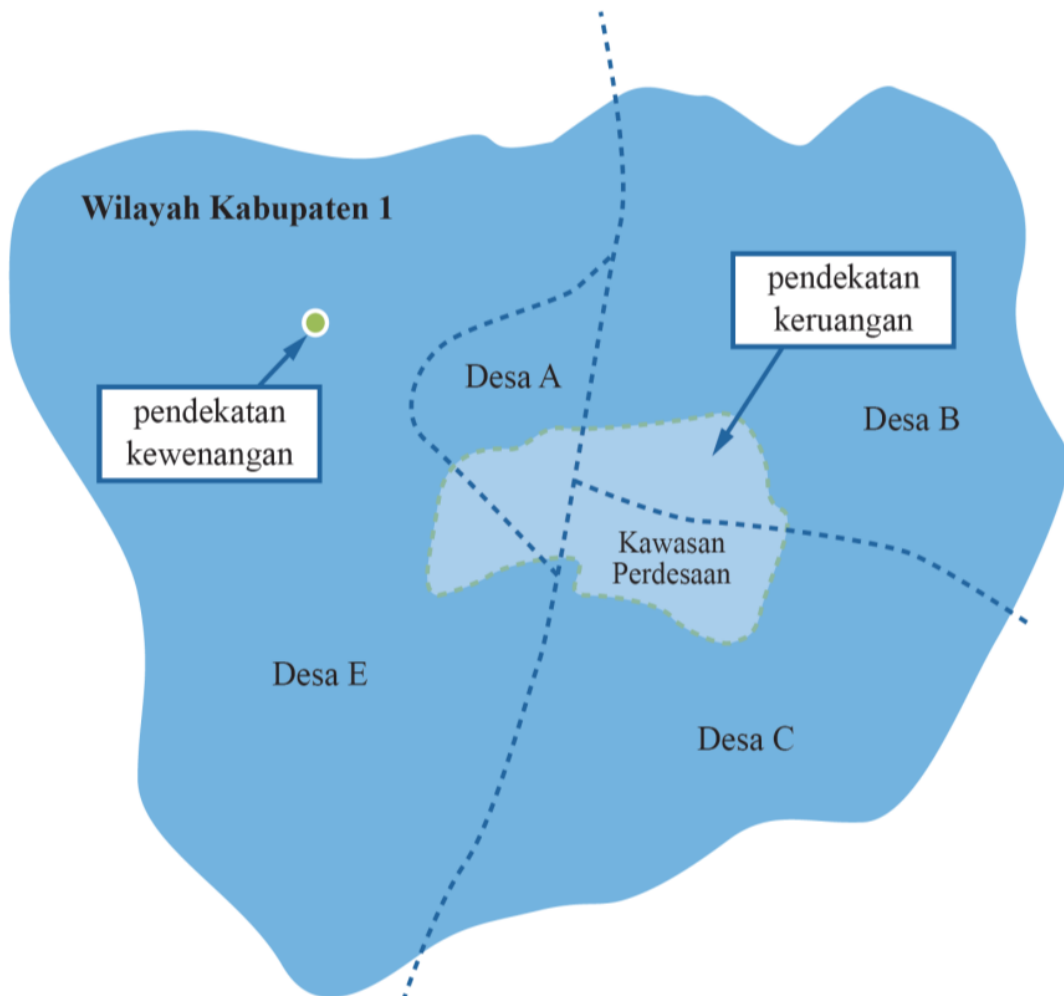 Wilayah Kabupaten 1
pendekatan
keruangan
pendekatan
kewenangan
Desa A
Desa B
Kawasan
Perdesaan
Desa E
Desa C